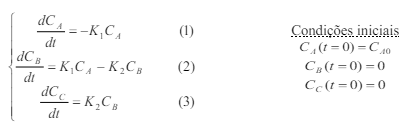 dC_A/dt = -K_1 C_A (1)
dC_B/dt = K_1 C_A - K_2 C_B (2)
dC_C/dt = K_2 C_B (3)
Condições iniciais
C_A(t = 0) = C_A0
C_B(t = 0) = 0
C_C(t = 0) = 0